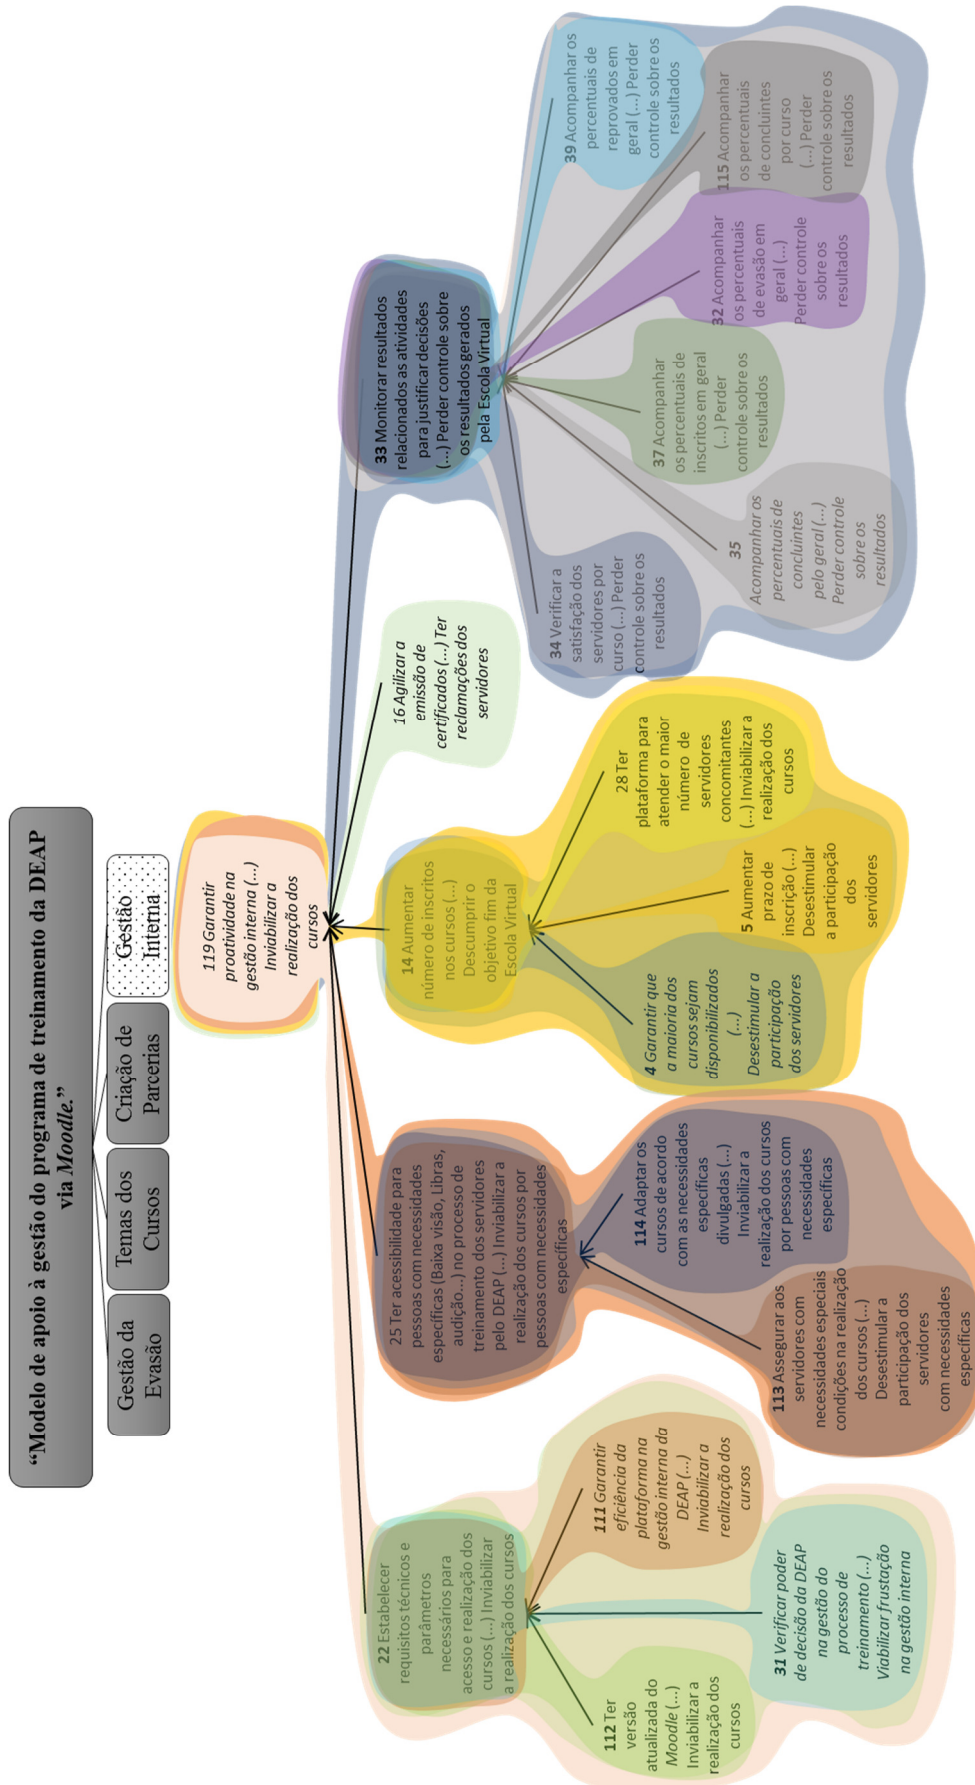 “Modelo de apoio à gestão do programa de treinamento da DEAP
via Moodle.”
Gestão da
Evasão
Temas dos
Cursos
Criação de
Parcerias
Gestão
Interna
119 Garantir
proatividade na
gestão interna (...)
Inviabilizar a
realização dos
cursos
22 Estabelecer
requisitos técnicos e
parâmetros
necessários para
acesso e realização dos
cursos (...) Inviabilizar
a realização dos cursos
25 Ter acessibilidade para
pessoas com necessidades
específicas (Baixa visão, Libras,
audição...) no processo de
treinamento dos servidores
pelo DEAP (...) Inviabilizar a
realização dos cursos por
pessoas com necessidades
específicas
14 Aumentar
número de inscritos
nos cursos (...)
Descumprir o
objetivo fim da
Escola Virtual
16 Agilizar a
emissão de
certificados (...) Ter
reclamações dos
servidores
33 Monitorar resultados
relacionados as atividades
para justificar decisões
(...) Perder controle sobre
os resultados gerados
pela Escola Virtual
112 Ter
versão
atualizada do
Moodle (...)
Inviabilizar a
realização dos
cursos
31 Verificar poder
de decisão da DEAP
na gestão do
processo de
treinamento (...)
Viabilizar frustação
na gestão interna
111 Garantir
eficiência da
plataforma na
gestão interna da
DEAP (...)
Inviabilizar a
realização dos
cursos
113 Assegurar aos
servidores com
necessidades especiais
condições na realização
dos cursos (...)
Desestimular a
participação dos
servidores
com necessidades
específicas
114 Adaptar os
cursos de acordo
com as necessidades
específicas
divulgadas (...)
Inviabilizar a
realização dos cursos
por pessoas com
necessidades
específicas
4 Garantir que
a maioria dos
cursos sejam
disponibilizados
(...)
Desestimular a
participação
dos servidores
5 Aumentar
prazo de
inscrição (...)
Desestimular
a participação
dos
servidores
28 Ter
plataforma para
atender o maior
número de
servidores
concomitantes
(...) Inviabilizar a
realização dos
cursos
34 Verificar a
satisfação dos
servidores por
curso (...) Perder
controle sobre os
resultados
35
Acompanhar os
percentuais de
concluintes
pelo geral (...)
Perder controle
sobre os
resultados
37 Acompanhar
os percentuais de
inscritos em geral
(...) Perder
controle sobre os
resultados
32 Acompanhar
os percentuais
de evasão em
geral (...)
Perder controle
sobre os
resultados
115 Acompanhar
os percentuais
de concluintes
por curso
(...) Perder
controle sobre os
resultados
39 Acompanhar os
percentuais de
reprovados em
geral (...) Perder
controle sobre os
resultados